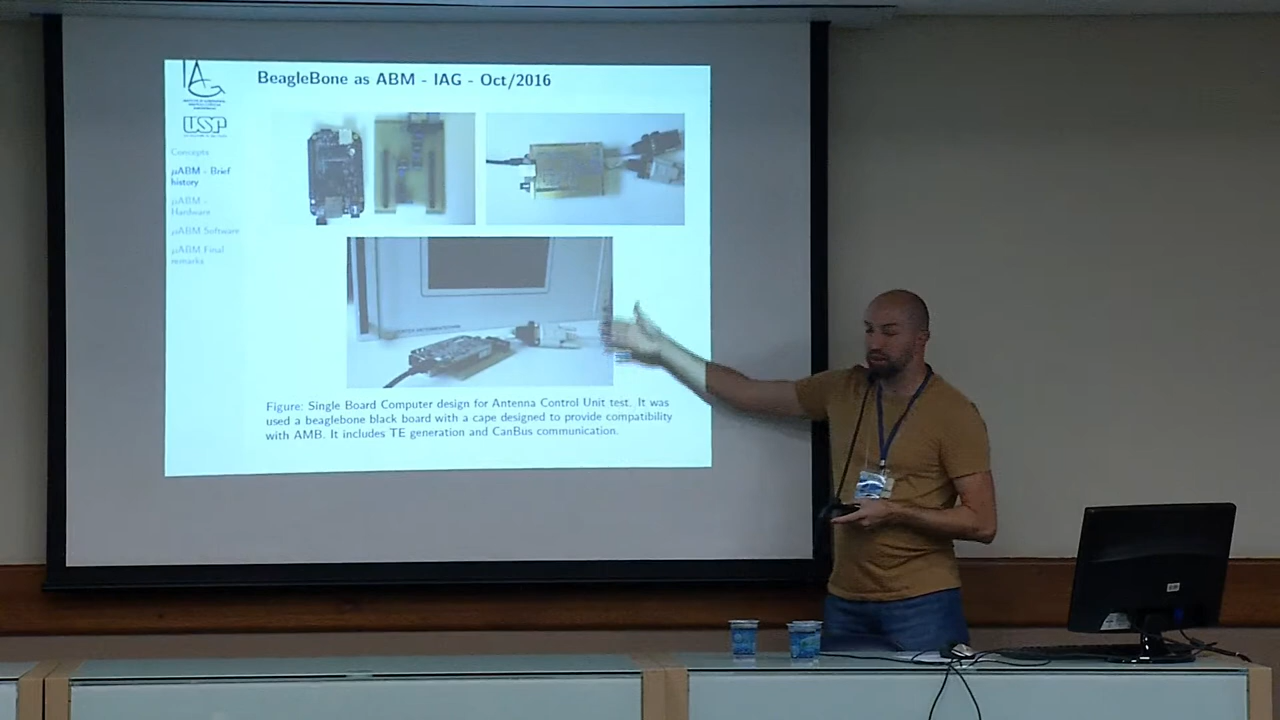 BeagleBone as ABM - IAG - Oct/2016
IAG
USP
Concepts
μABM - Brief
history
μABM -
Hardware
μABM Software
μABM Final
remarks
Figure: Single Board Computer design for Antenna Control Unit test. It was
used a beaglebone black board with a cape designed to provide compatibility
with AMB. It includes TE generation and CanBus communication.